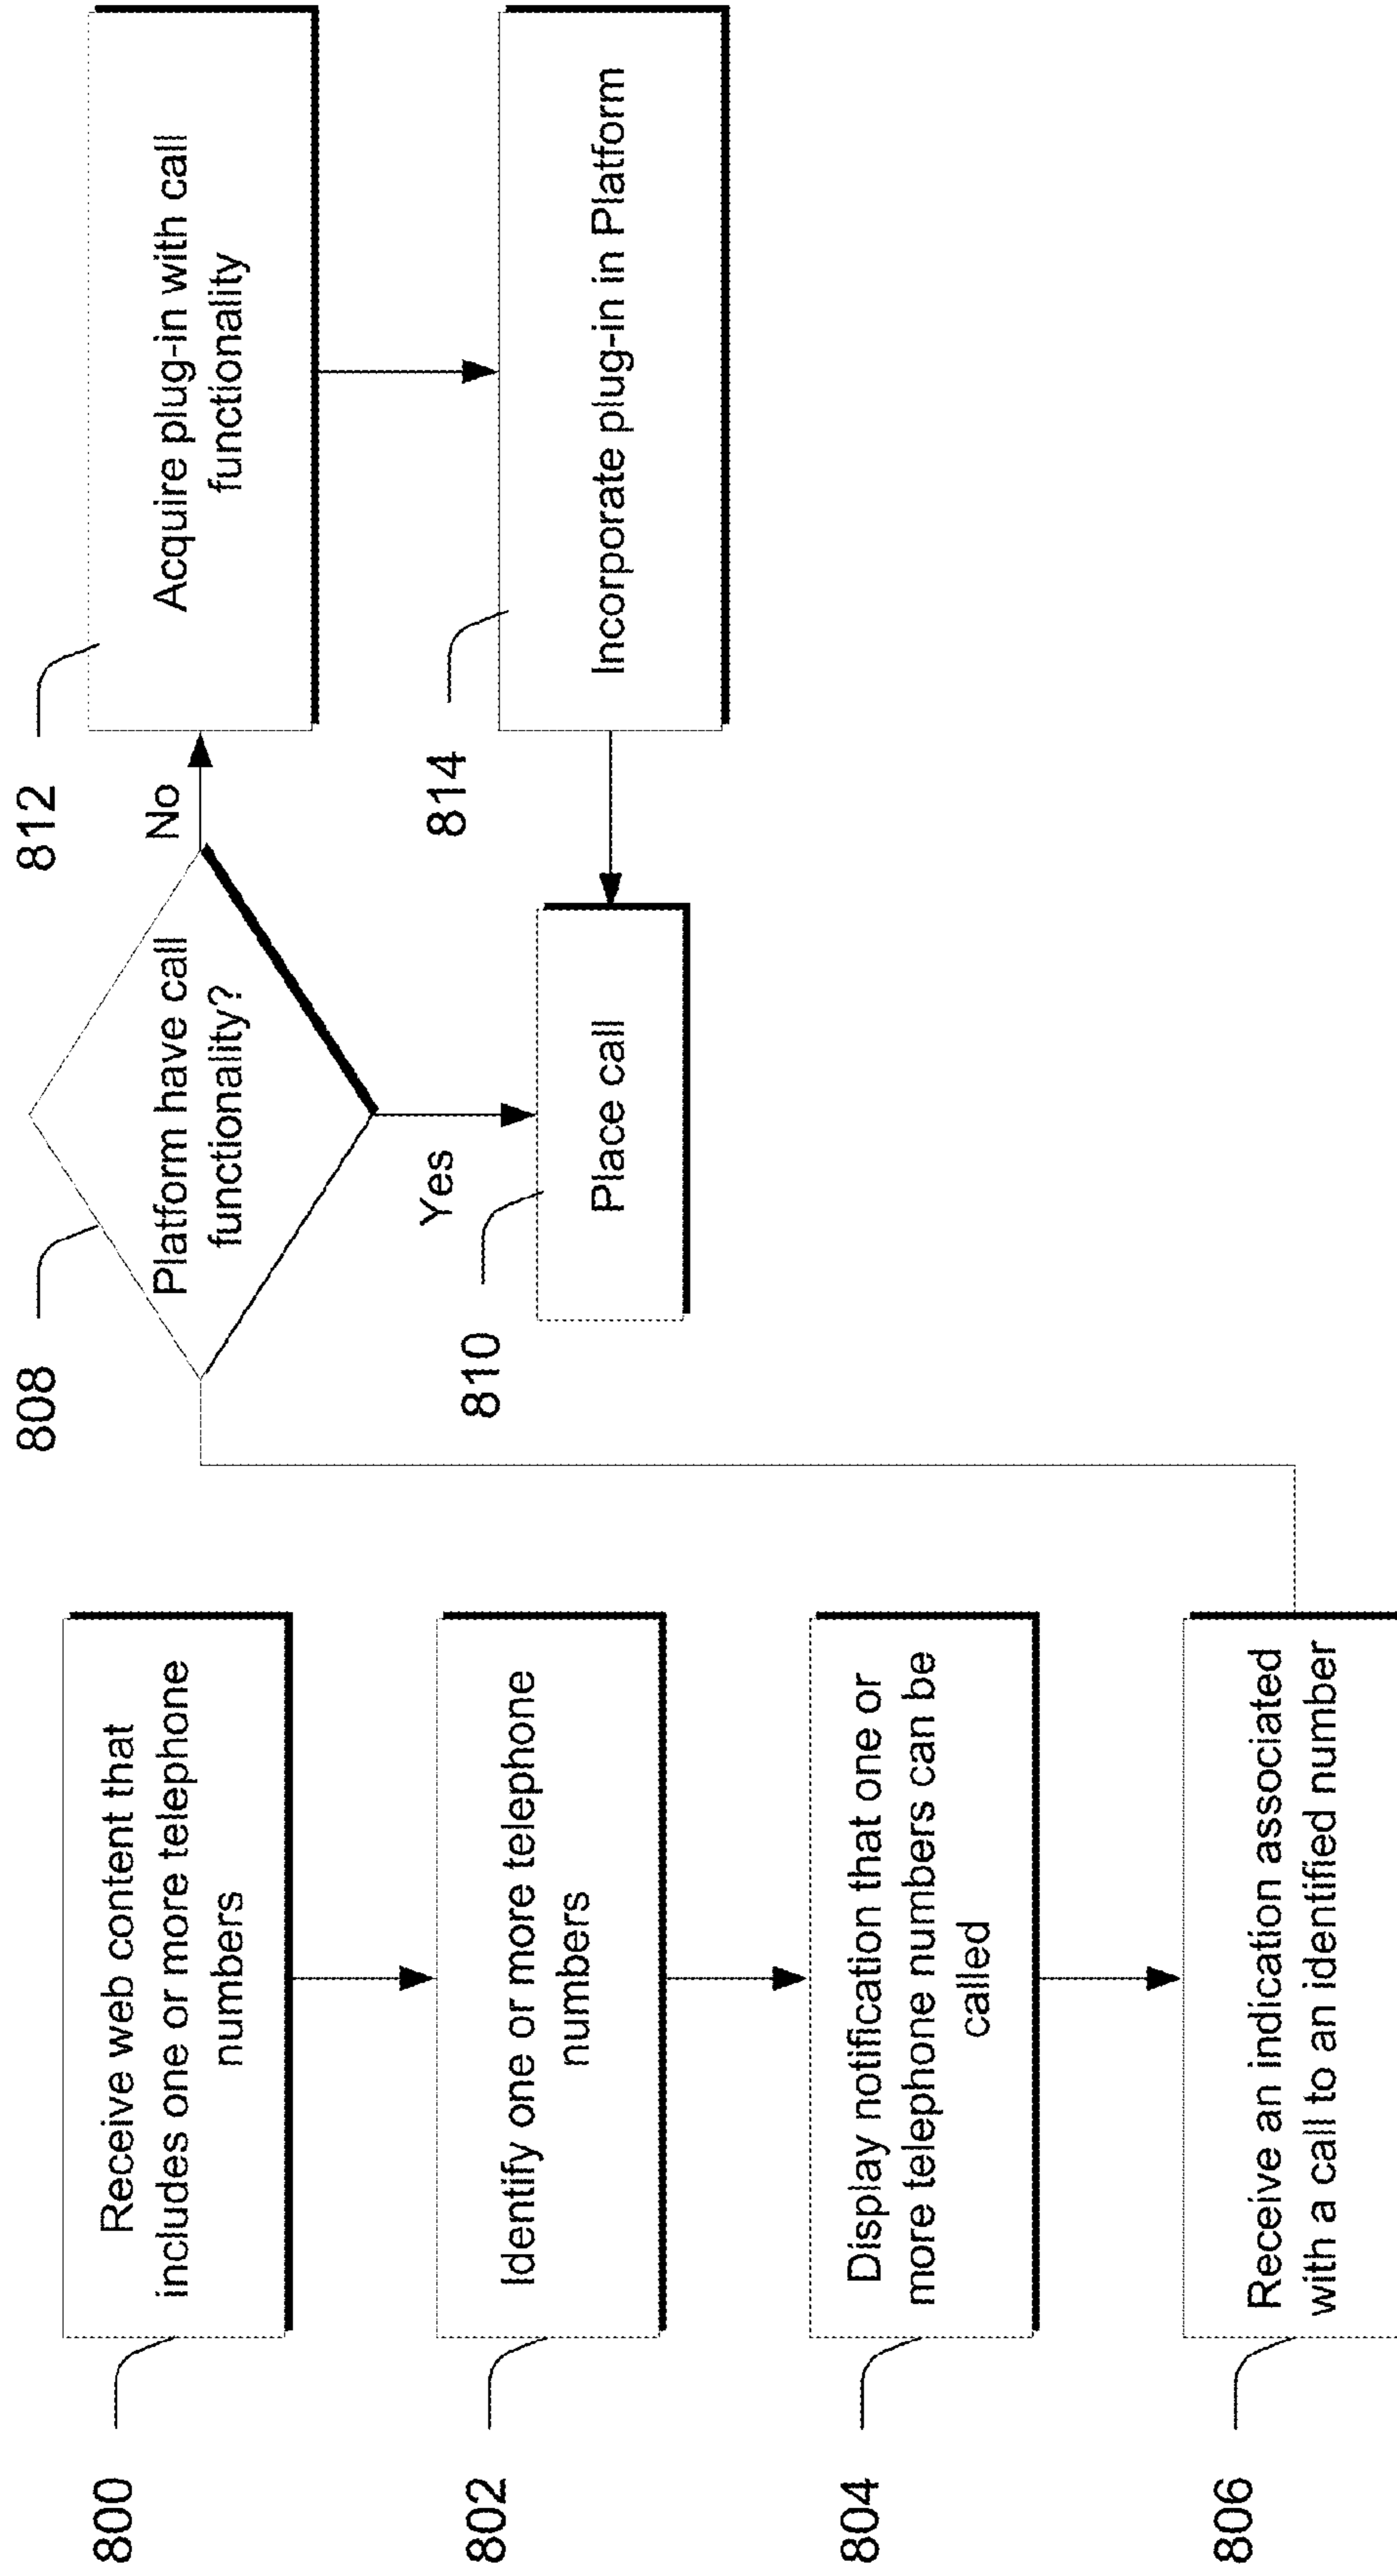 800
Receive web content that
includes one or more telephone
numbers
802
Identify one or more telephone
numbers
804
Display notification that one or
more telephone numbers can be
called
806
Receive an indication associated
with a call to an identified number
808
Platform have call
functionality?
Yes
No
810
Place call
812
Acquire plug-in with call
functionality
814
Incorporate plug-in in Platform